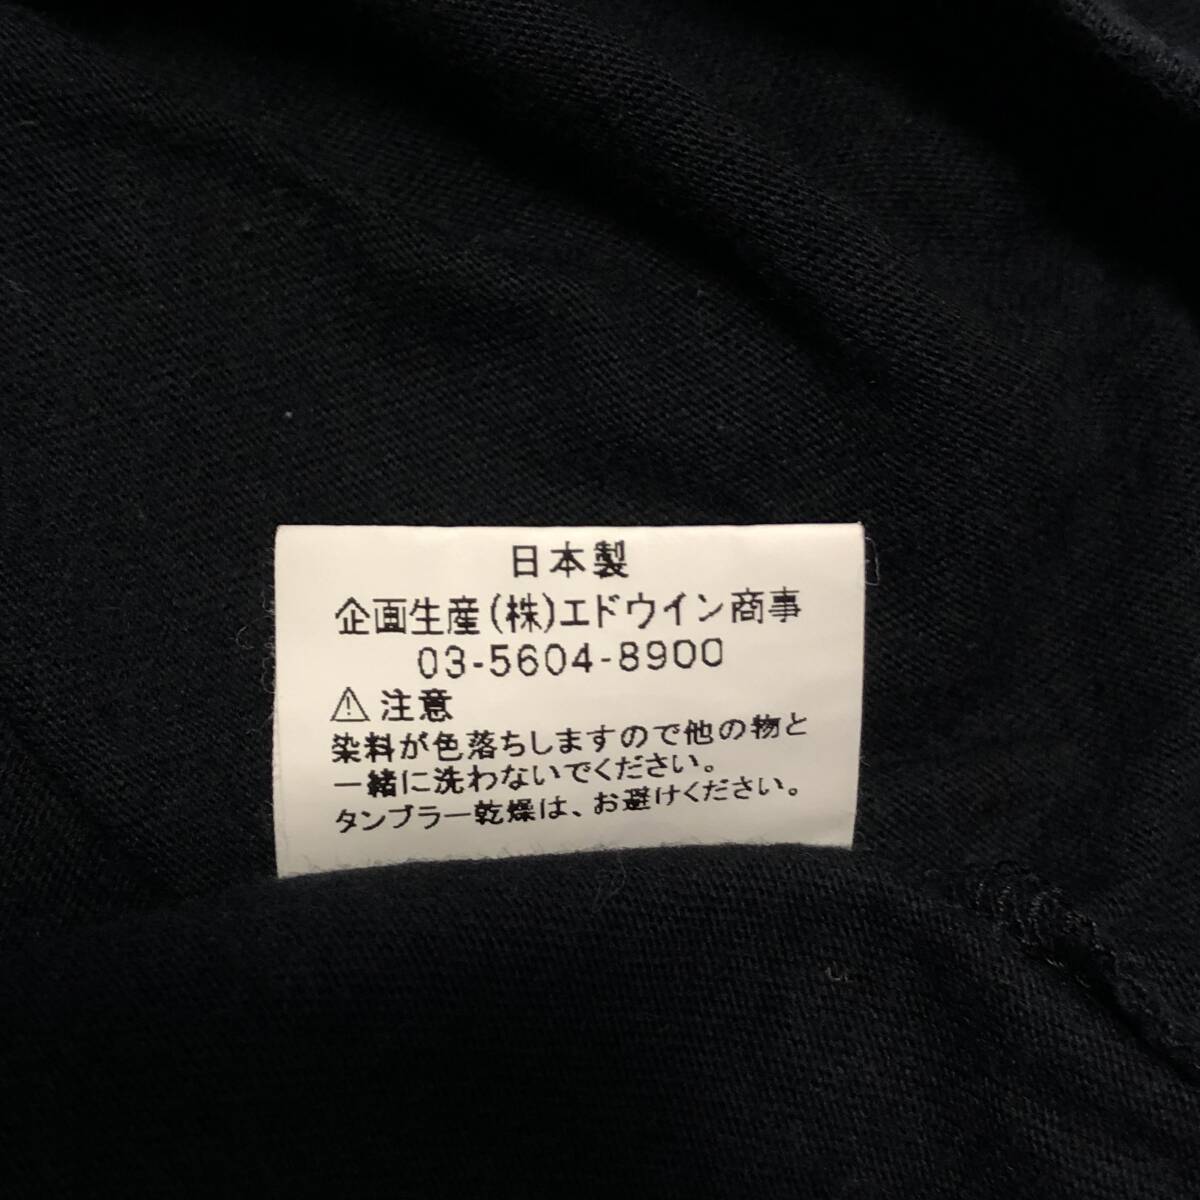 日本製
企画生産(株)エドウイン商事
03-5604-8900
⚠注意
染料が色落ちしますので他の物と
一緒に洗わないでください。
タンブラー乾燥は、お避けください。